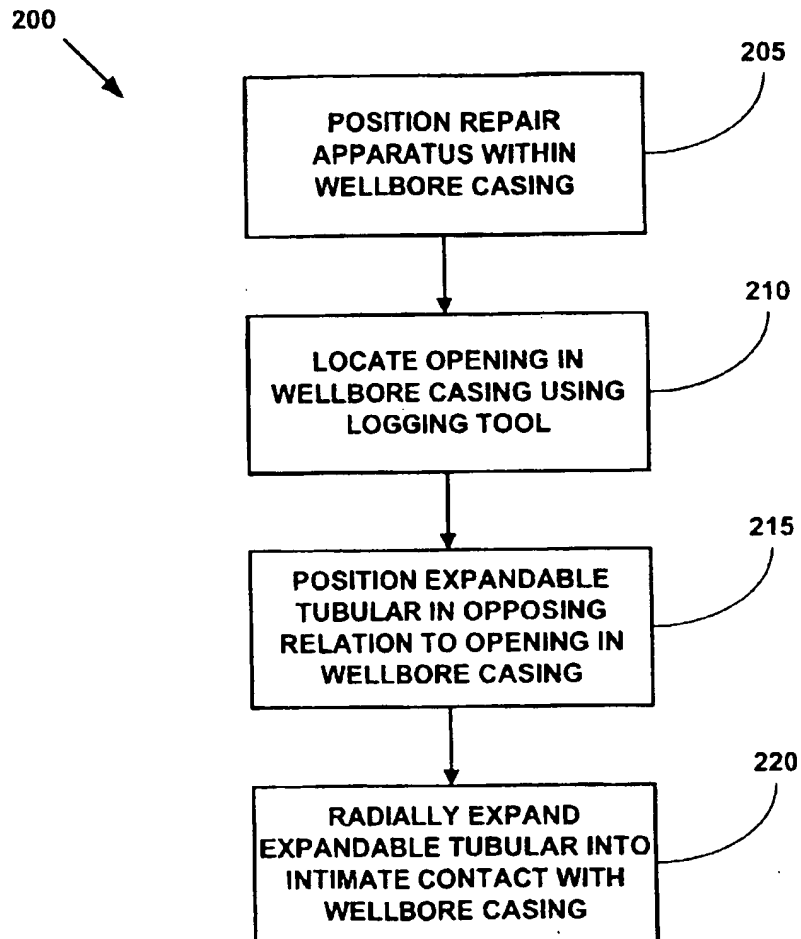 200
205
POSITION REPAIR
APPARATUS WITHIN
WELLBORE CASING
210
LOCATE OPENING IN
WELLBORE CASING USING
LOGGING TOOL
215
POSITION EXPANDABLE
TUBULAR IN OPPOSING
RELATION TO OPENING IN
WELLBORE CASING
220
RADIALLY EXPAND
EXPANDABLE TUBULAR INTO
INTIMATE CONTACT WITH
WELLBORE CASING